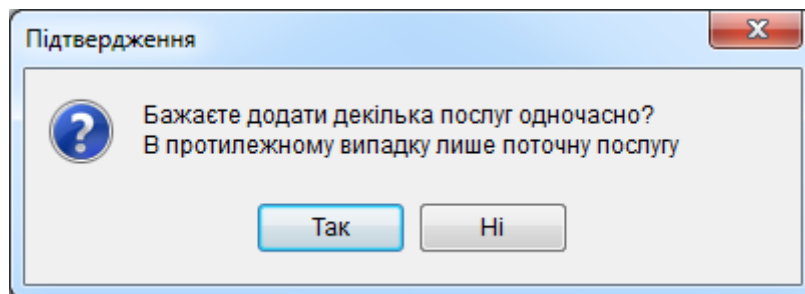 Підтвердження
Бажаєте додати декілька послуг одночасно?
В протилежному випадку лише поточну послугу
Так
Ні